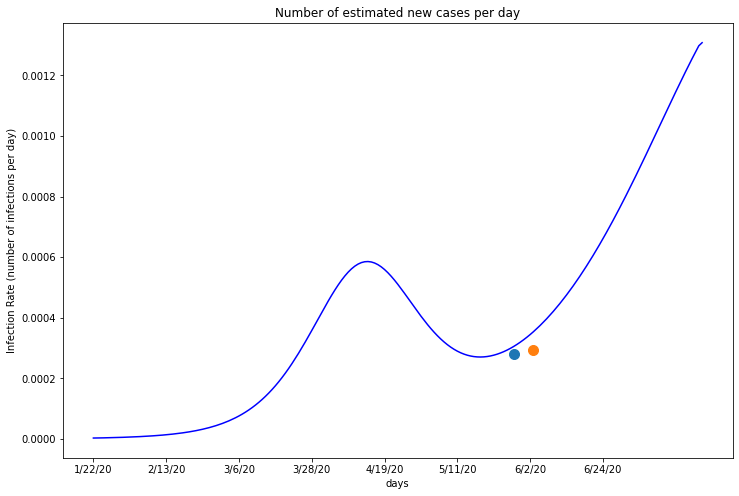 Number of estimated new cases per day
Infection Rate (number of infections per day)
0.0012
0.0010
0.0008
0.0006
0.0004
0.0002
0.0000
1/22/20 2/13/20 3/6/20 3/28/20 4/19/20 5/11/20 6/2/20 6/24/20
days